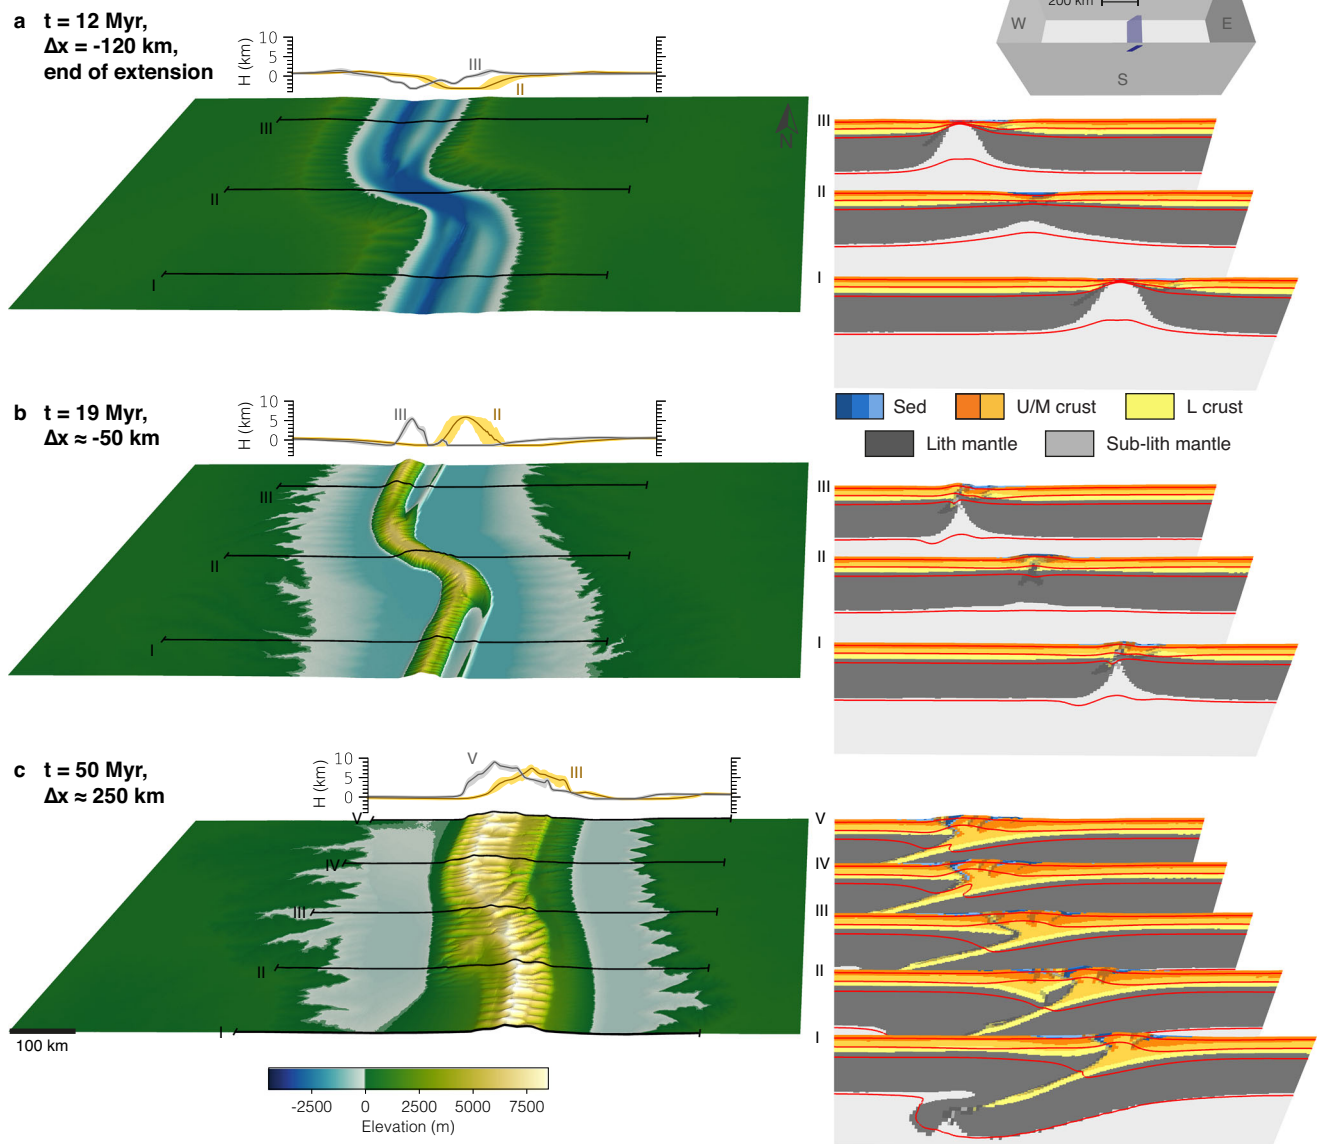 a t = 12 Myr,
Δx = -120 km,
end of extension
H (km)
10
5
0
III
II
III
II
I
N
200 km
W
E
S
III
II
I
Sed
U/M crust
L crust
Lith mantle
Sub-lith mantle
b t = 19 Myr,
Δx ≈ -50 km
H (km)
10
5
0
III
II
III
II
I
III
II
I
c t = 50 Myr,
Δx ≈ 250 km
H (km)
10
5
0
V
III
V
IV
III
II
I
100 km
V
IV
III
II
I
-2500 0 2500 5000 7500
Elevation (m)